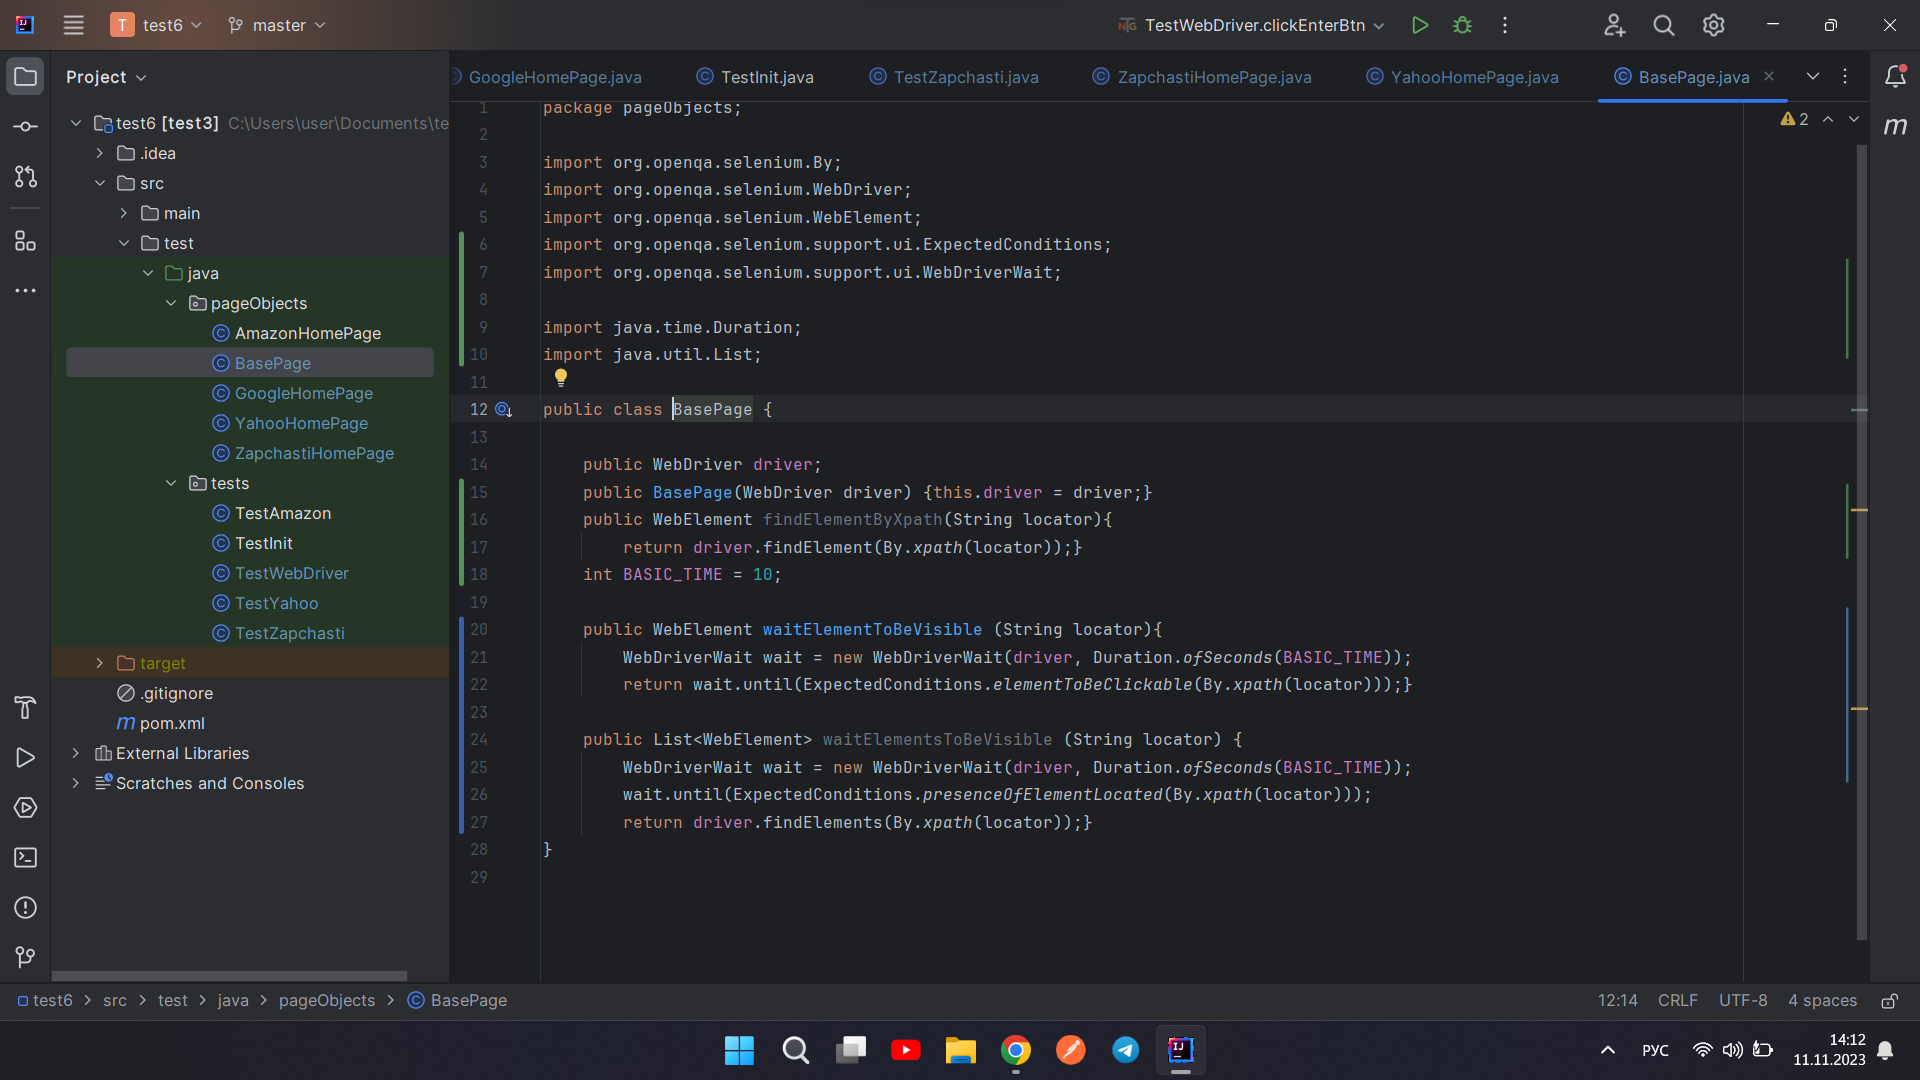 T test6 master TestWebDriver.clickEnterBtn
Project
GoogleHomePage.java TestInit.java TestZapchasti.java ZapchastiHomePage.java YahooHomePage.java BasePage.java
test6 [test3] C:\Users\user\Documents\te
.idea
src
main
test
java
pageObjects
AmazonHomePage
BasePage
GoogleHomePage
YahooHomePage
ZapchastiHomePage
tests
TestAmazon
TestInit
TestWebDriver
TestYahoo
TestZapchasti
target
.gitignore
m pom.xml
External Libraries
Scratches and Consoles
2
m
1 package pageObjects;
2
3 import org.openqa.selenium.By;
4 import org.openqa.selenium.WebDriver;
5 import org.openqa.selenium.WebElement;
6 import org.openqa.selenium.support.ui.ExpectedConditions;
7 import org.openqa.selenium.support.ui.WebDriverWait;
8
9 import java.time.Duration;
10 import java.util.List;
11
12 public class BasePage {
13
14 public WebDriver driver;
15 public BasePage(WebDriver driver) {this.driver = driver;}
16 public WebElement findElementByXpath(String locator){
17 return driver.findElement(By.xpath(locator));}
18 int BASIC_TIME = 10;
19
20 public WebElement waitElementToBeVisible (String locator){
21 WebDriverWait wait = new WebDriverWait(driver, Duration.ofSeconds(BASIC_TIME));
22 return wait.until(ExpectedConditions.elementToBeClickable(By.xpath(locator)));}
23
24 public List<WebElement> waitElementsToBeVisible (String locator) {
25 WebDriverWait wait = new WebDriverWait(driver, Duration.ofSeconds(BASIC_TIME));
26 wait.until(ExpectedConditions.presenceOfElementLocated(By.xpath(locator)));
27 return driver.findElements(By.xpath(locator));}
28 }
29
test6 > src > test > java > pageObjects > BasePage
12:14 CRLF UTF-8 4 spaces
РУС
14:12
11.11.2023